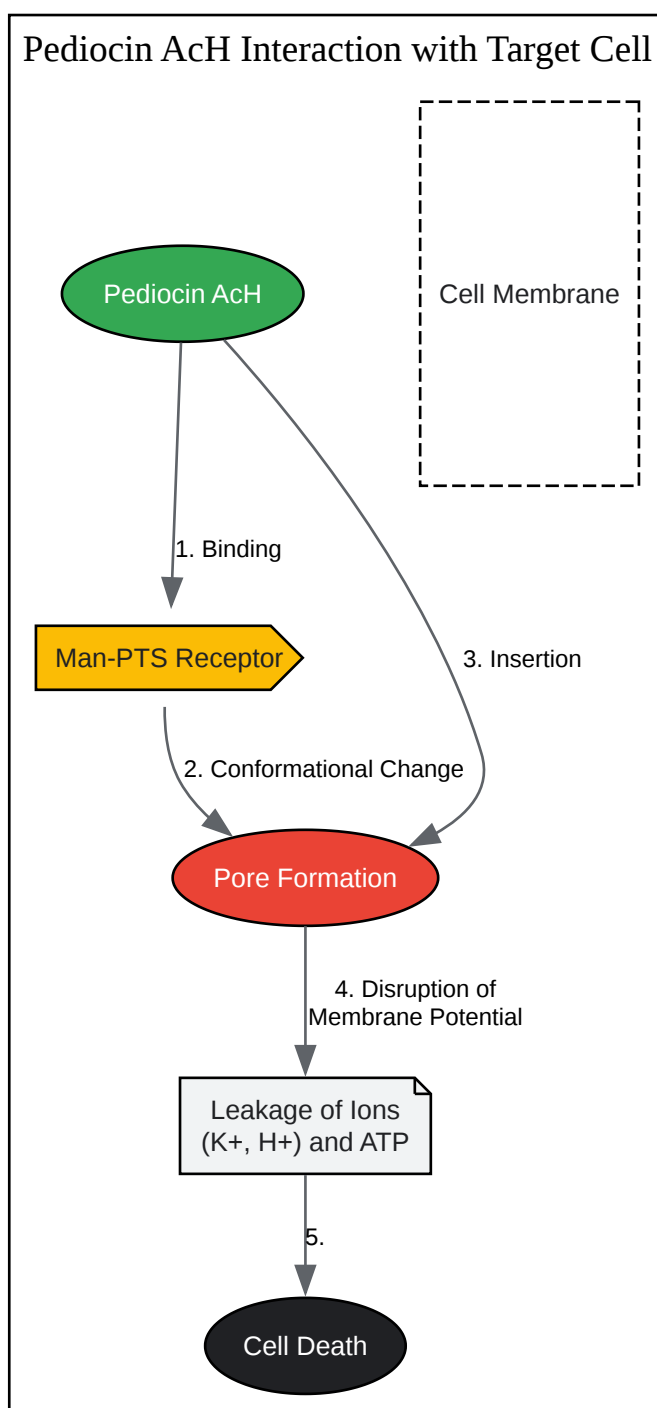 Pediocin AcH Interaction with Target Cell
Cell Membrane
Pediocin AcH
1. Binding
Man-PTS Receptor
3. Insertion
2. Conformational Change
Pore Formation
4. Disruption of
Membrane Potential
Leakage of Ions
(K+, H+) and ATP
5.
Cell Death